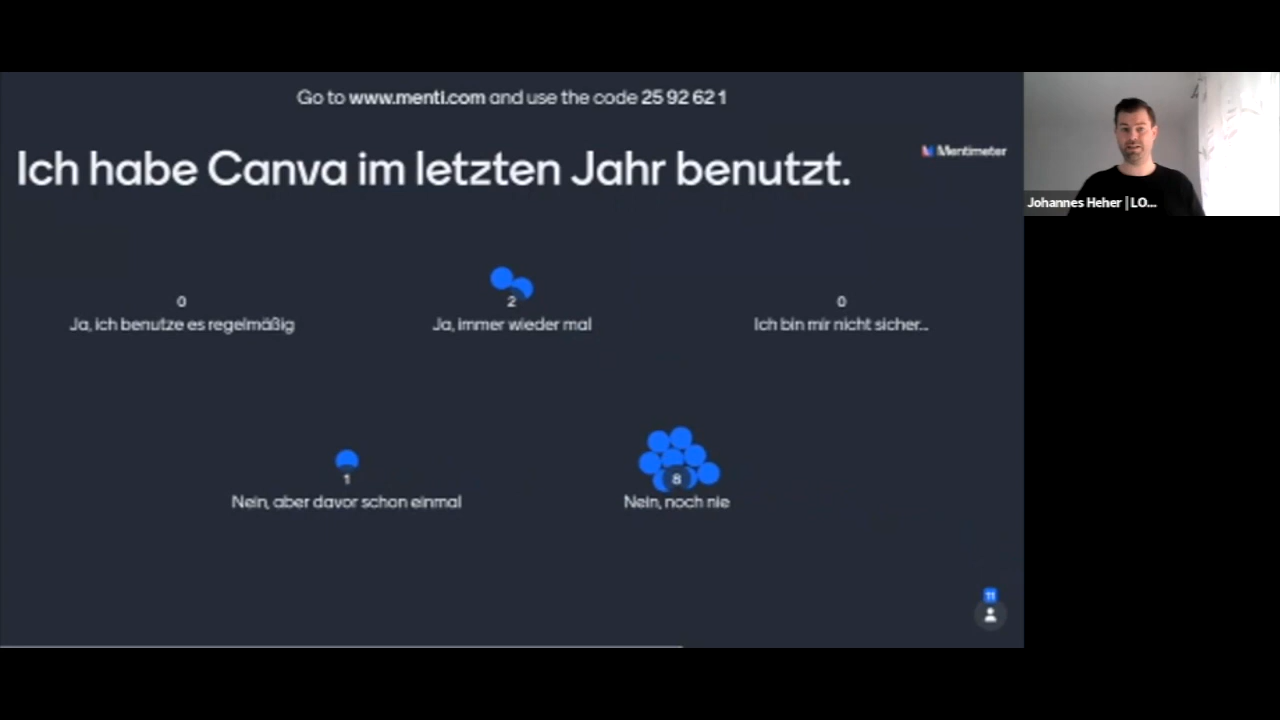 Go to www.menti.com and use the code 25 92 62 1
Ich habe Canva im letzten Jahr benutzt.
Mentimeter
Johannes Heher | LO...
0
Ja, ich benutze es regelmäßig
2
Ja, immer wieder mal
0
Ich bin mir nicht sicher...
1
Nein, aber davor schon einmal
8
Nein, noch nie
11